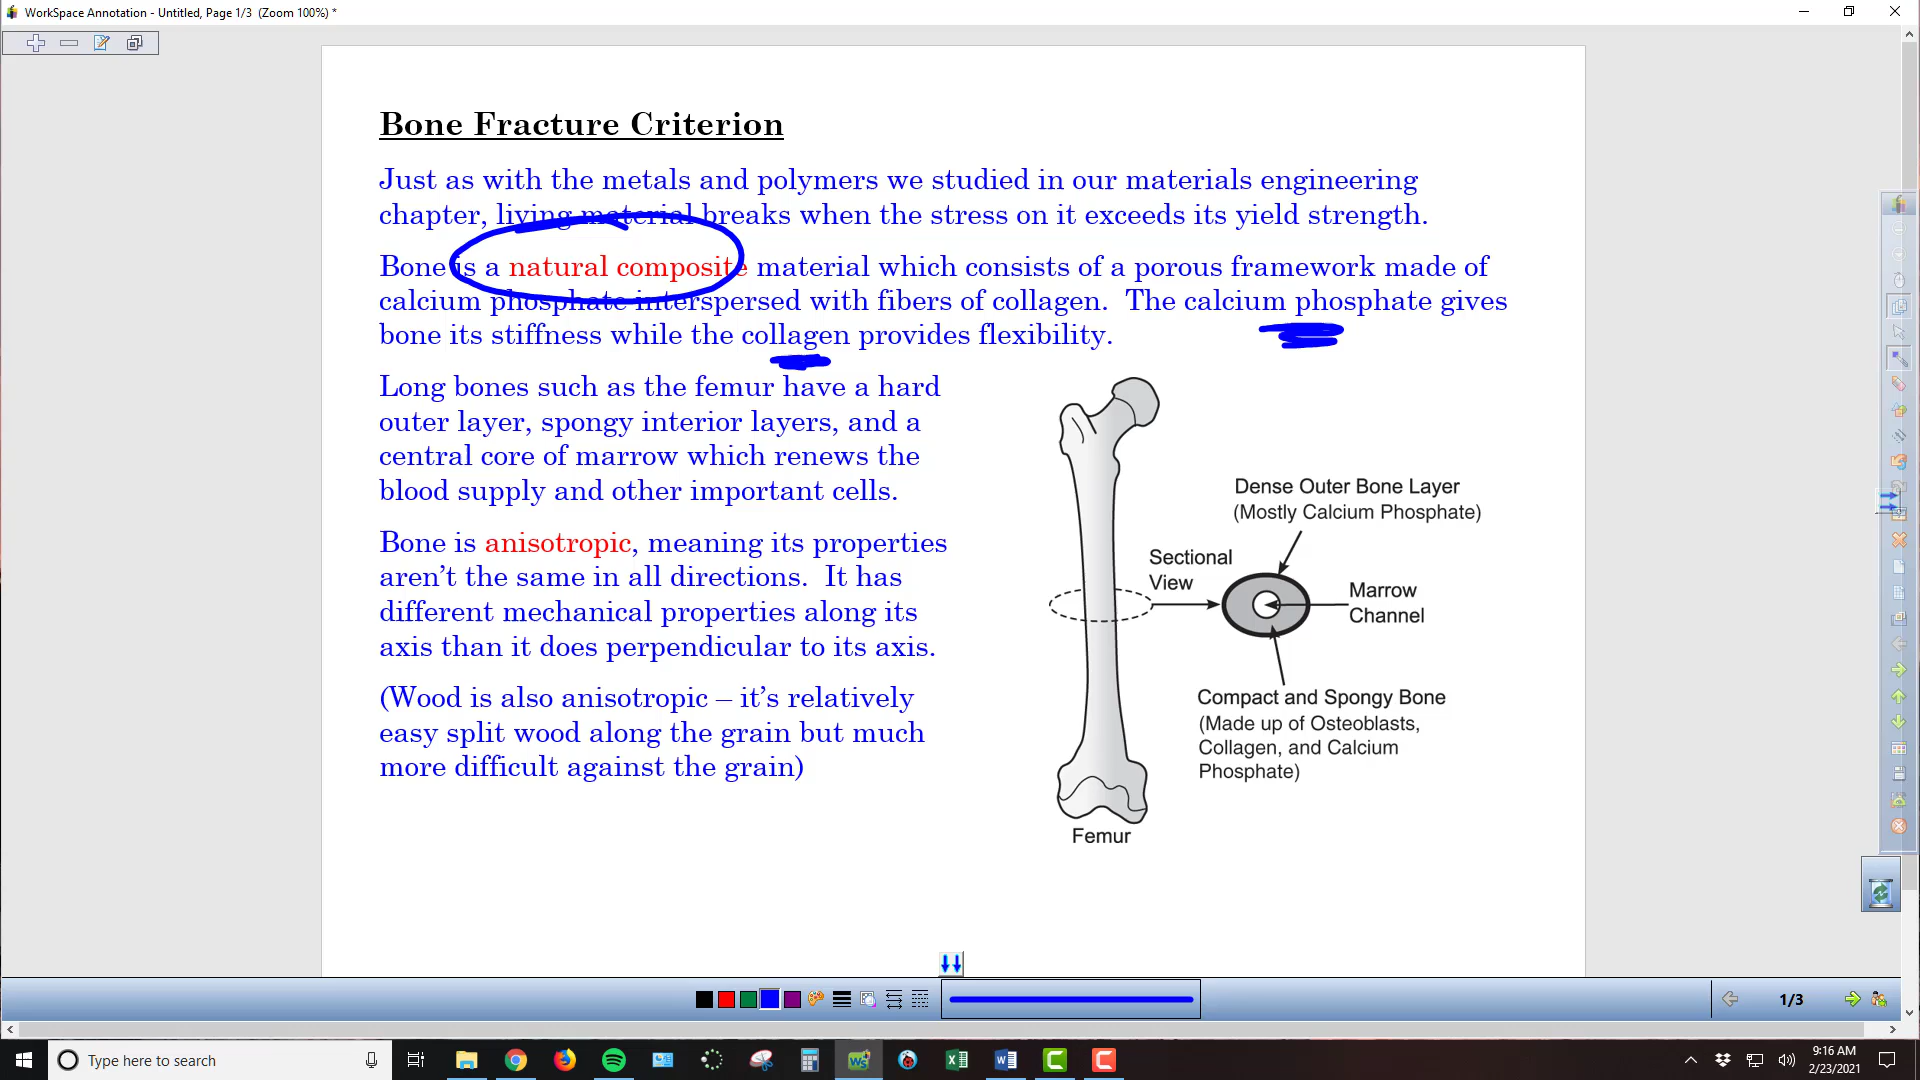 WorkSpace Annotation - Untitled, Page 1/3 (Zoom 100%) *
Bone Fracture Criterion
Just as with the metals and polymers we studied in our materials engineering
chapter, living material breaks when the stress on it exceeds its yield strength.
Bone is a natural composite material which consists of a porous framework made of
calcium phosphate interspersed with fibers of collagen. The calcium phosphate gives
bone its stiffness while the collagen provides flexibility.
Long bones such as the femur have a hard
outer layer, spongy interior layers, and a
central core of marrow which renews the
blood supply and other important cells.
Bone is anisotropic, meaning its properties
aren't the same in all directions. It has
different mechanical properties along its
axis than it does perpendicular to its axis.
(Wood is also anisotropic – it's relatively
easy split wood along the grain but much
more difficult against the grain)
Dense Outer Bone Layer
(Mostly Calcium Phosphate)
Sectional
View
Marrow
Channel
Compact and Spongy Bone
(Made up of Osteoblasts,
Collagen, and Calcium
Phosphate)
Femur
1/3
Type here to search
9:16 AM
2/23/2021